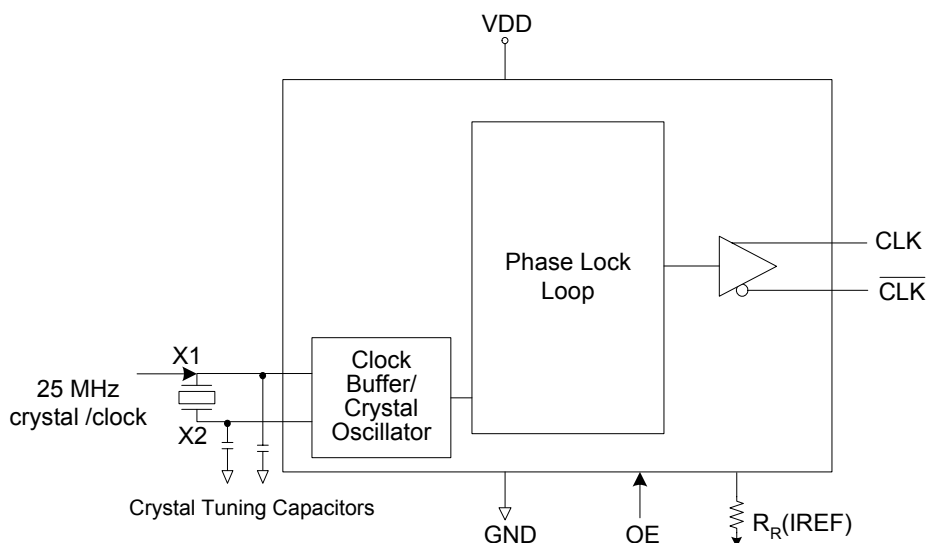 VDD
Phase Lock
Loop
CLK
CLK
Clock
Buffer/
Crystal
Oscillator
X1
25 MHz
crystal /clock
X2
Crystal Tuning Capacitors
GND
OE
RR(IREF)